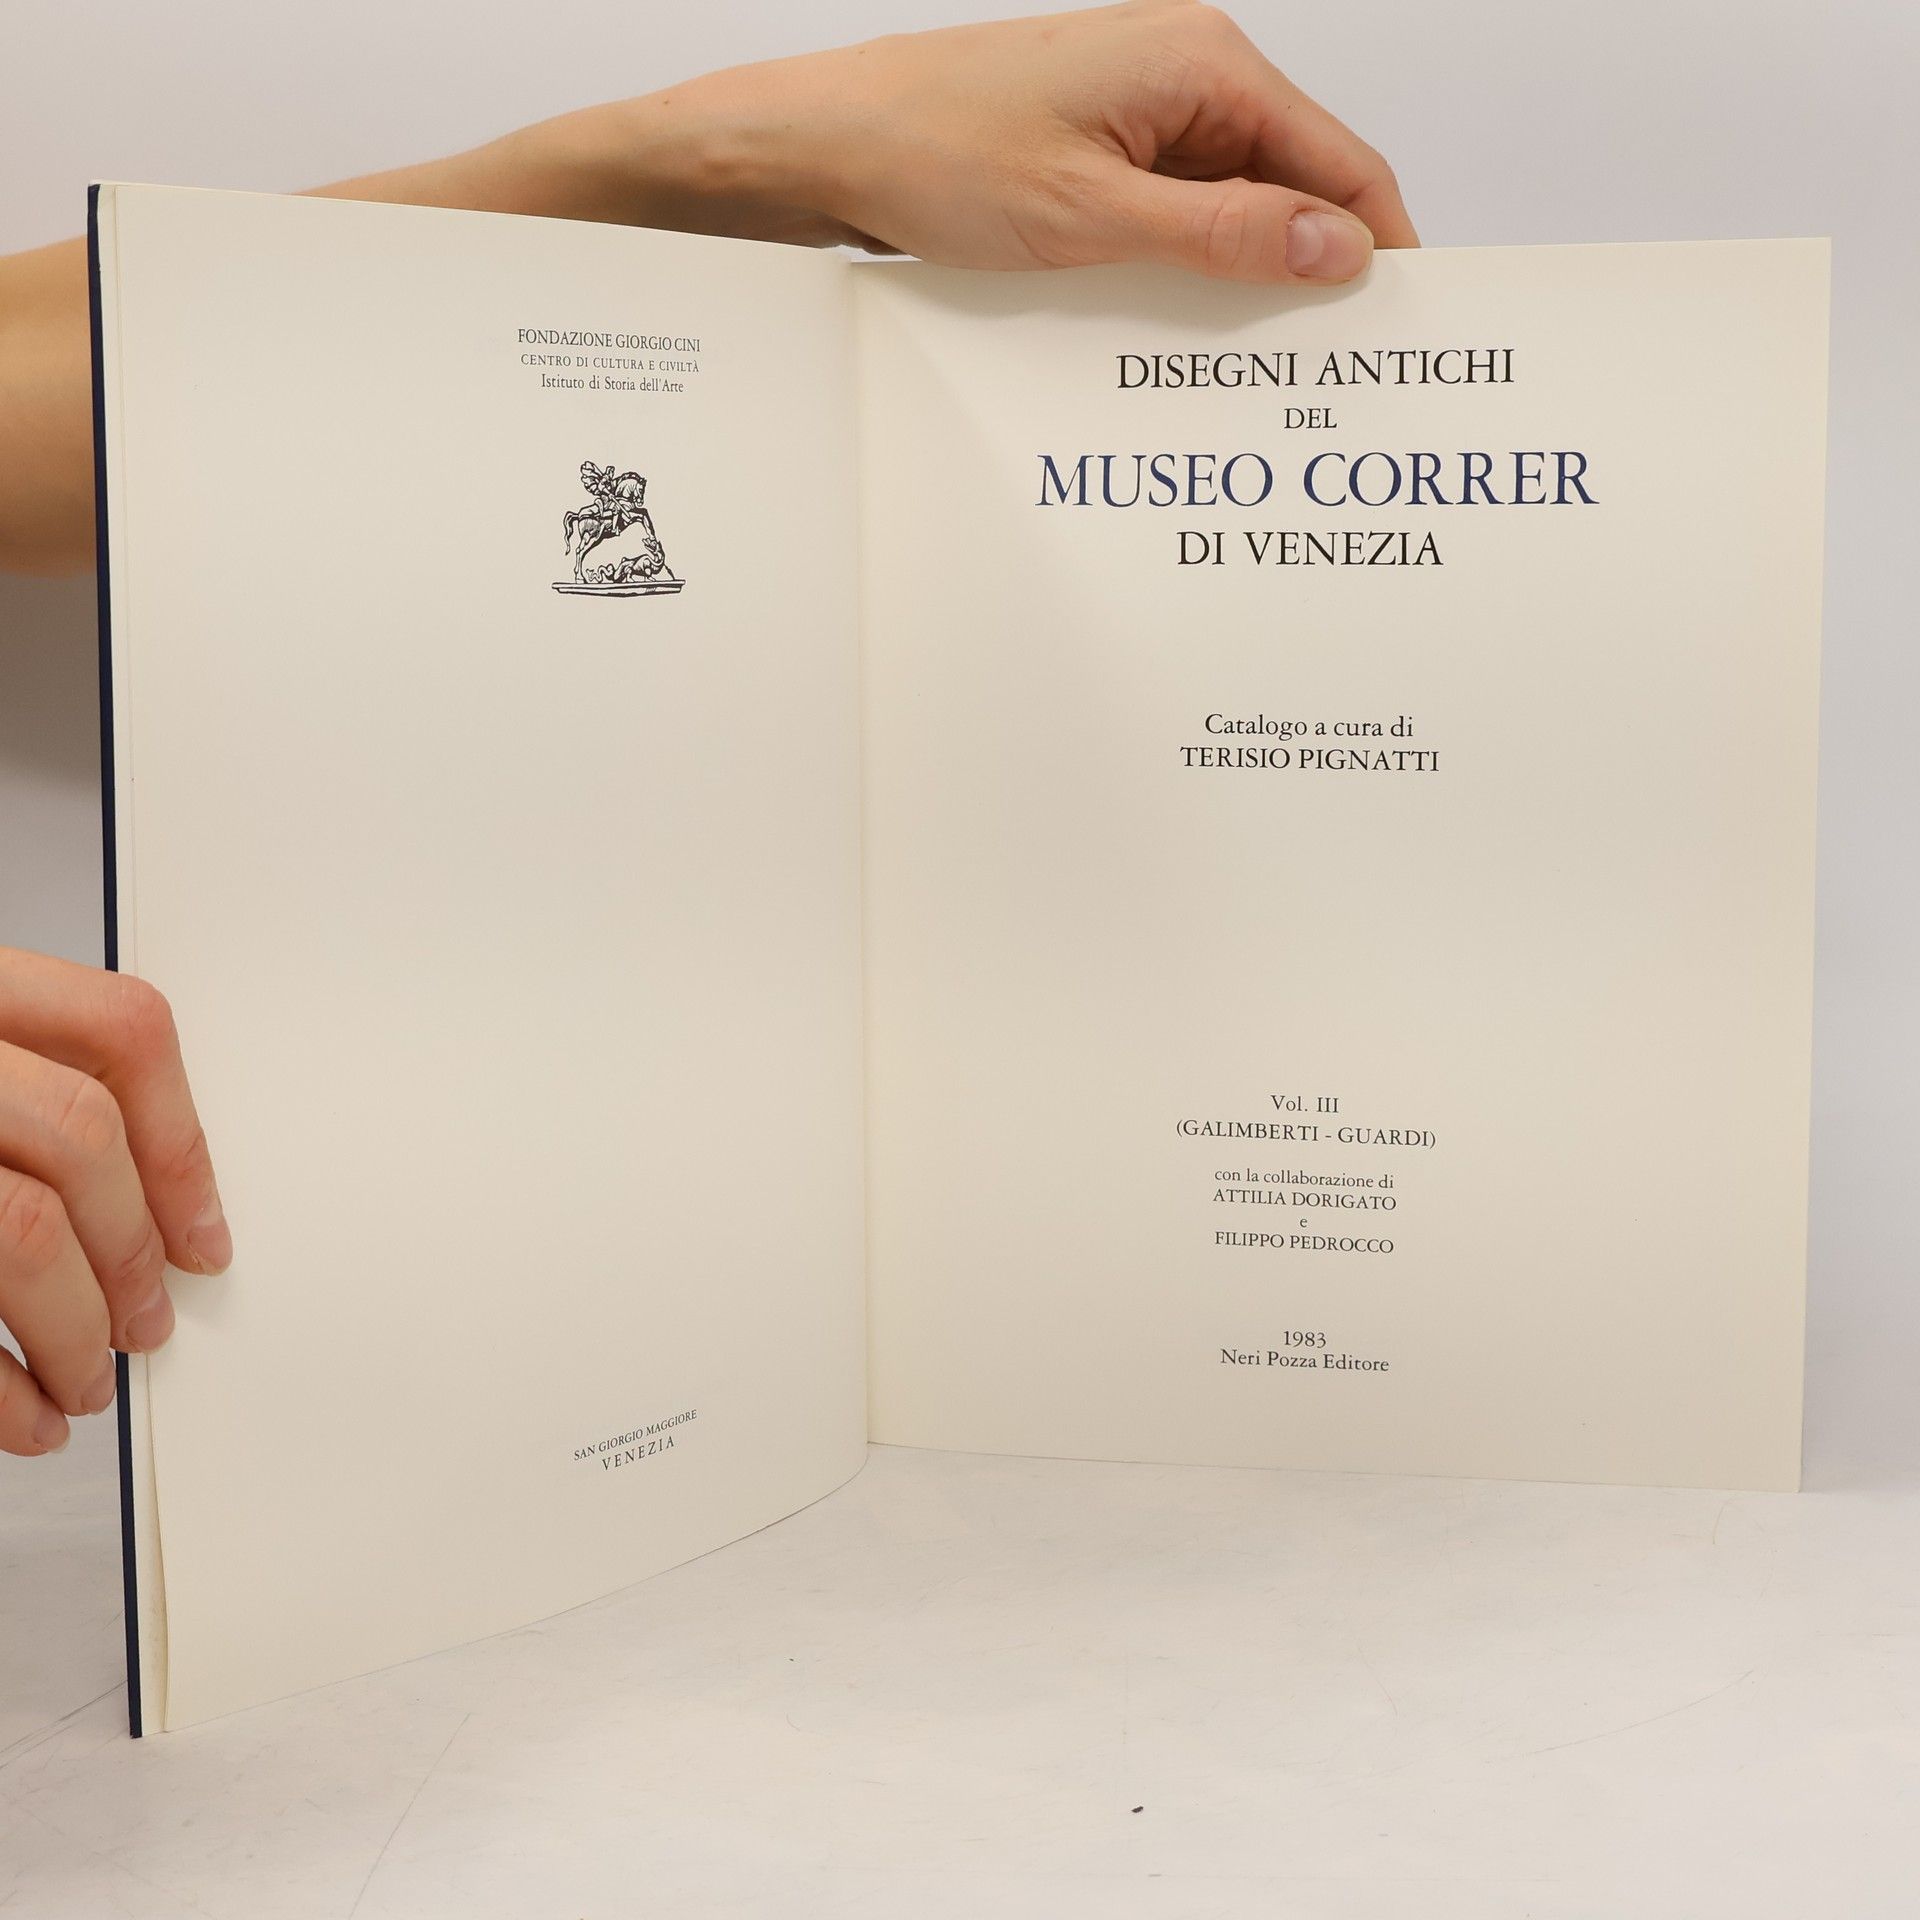 FONDAZIONE GIORGIO CINI
CENTRO DI CULTURA E CIVILTÀ
Istituto di Storia dell'Arte
SAN GIORGIO MAGGIORE
VENEZIA
DISEGNI ANTICHI
DEL
MUSEO CORRER
DI VENEZIA
Catalogo a cura di
TERISIO PIGNATTI
Vol. III
(GALIMBERTI - GUARDI)
con la collaborazione di
ATTILIA DORIGATO
e
FILIPPO PEDROCCO
1983
Neri Pozza Editore